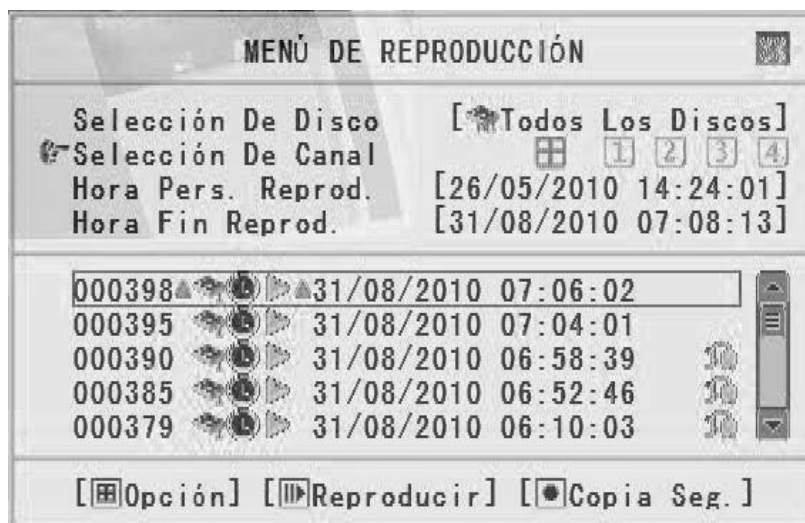 MENÚ DE REPRODUCCIÓN
Selección De Disco [Todos Los Discos]
Selección De Canal 1 2 3 4
Hora Pers. Reprod. [26/05/2010 14:24:01]
Hora Fin Reprod. [31/08/2010 07:08:13]
000398 31/08/2010 07:06:02
000395 31/08/2010 07:04:01
000390 31/08/2010 06:58:39
000385 31/08/2010 06:52:46
000379 31/08/2010 06:10:03
[Opción] [Reproducir] [Copia Seg.]